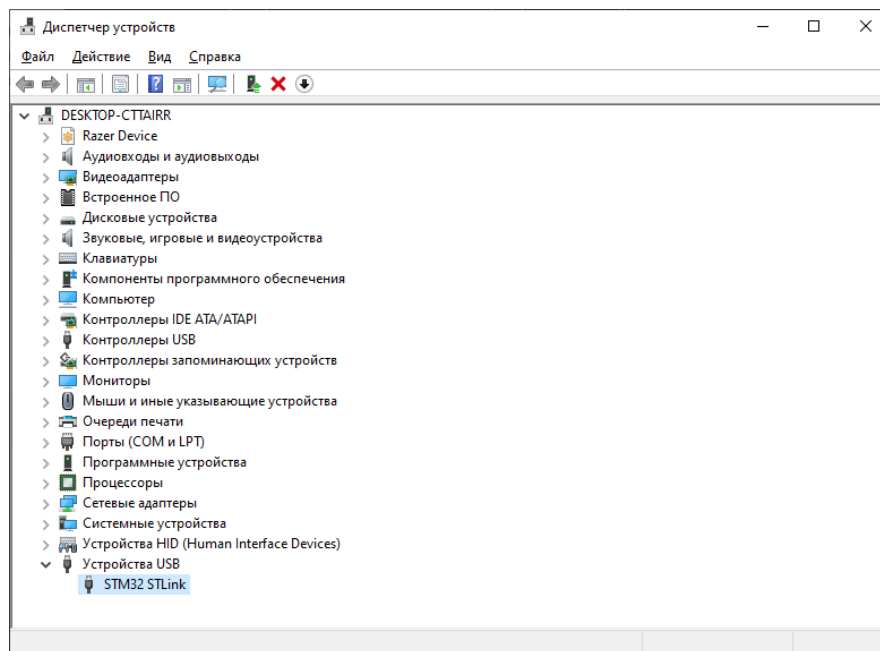 Диспетчер устройств
Файл Действие Вид Справка
DESKTOP-CTTAIRR
Razer Device
Аудиовходы и аудиовыходы
Видеоадаптеры
Встроенное ПО
Дисковые устройства
Звуковые, игровые и видеоустройства
Клавиатуры
Компоненты программного обеспечения
Компьютер
Контроллеры IDE ATA/ATAPI
Контроллеры USB
Контроллеры запоминающих устройств
Мониторы
Мыши и иные указывающие устройства
Очереди печати
Порты (COM и LPT)
Программные устройства
Процессоры
Сетевые адаптеры
Системные устройства
Устройства HID (Human Interface Devices)
Устройства USB
STM32 STLink